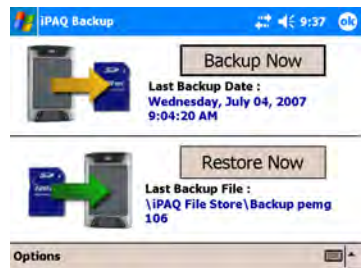 iPAQ Backup 9:37 ok
Backup Now
Last Backup Date :
Wednesday, July 04, 2007
9:04:20 AM
Restore Now
Last Backup File :
\iPAQ File Store\Backup pemg
106
Options